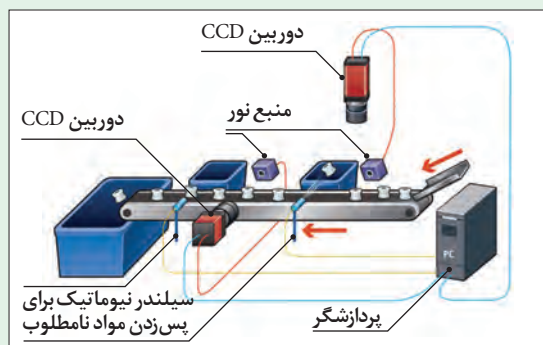 دوربین CCD
دوربین CCD
منبع نور
سیلندر نیوماتیک برای
پس‌زدن مواد نامطلوب
پردازشگر
PC